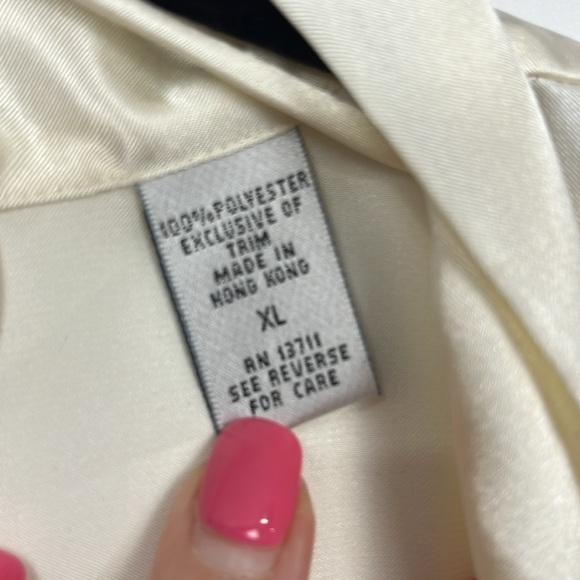 100% POLYESTER
EXCLUSIVE OF
TRIM
MADE IN
HONG KONG
XL
RN 13711
SEE REVERSE
FOR CARE